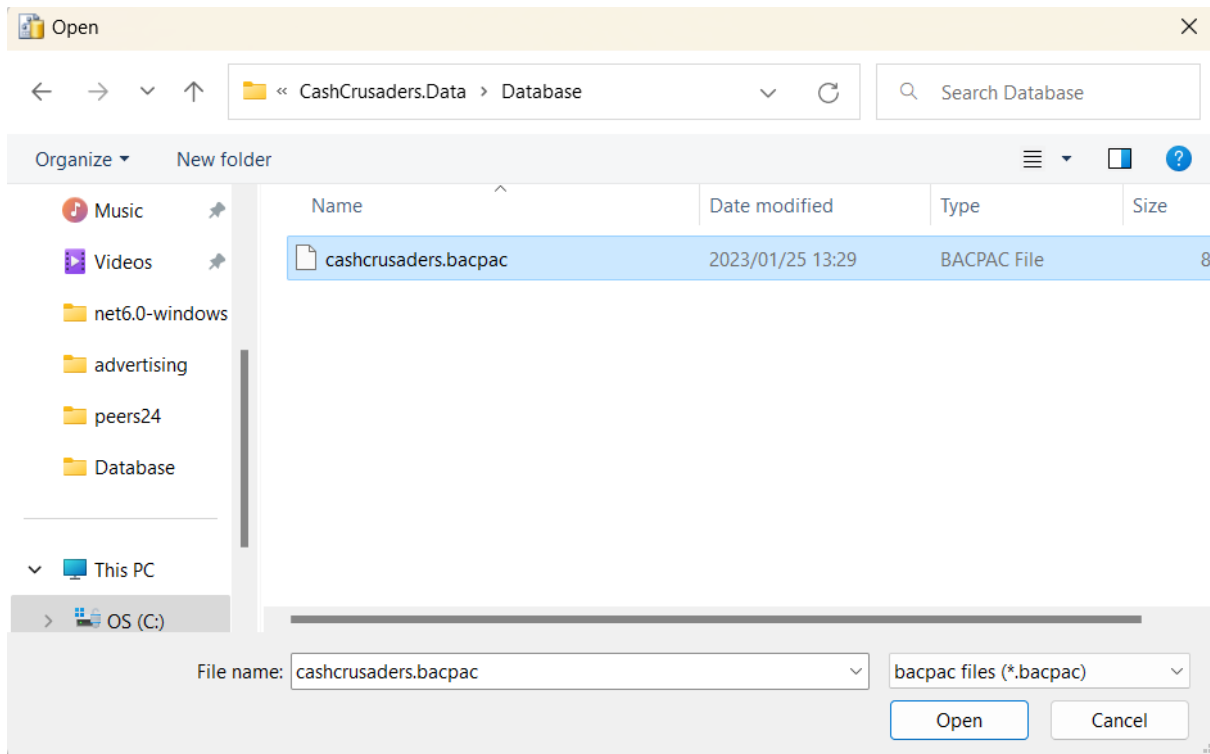 Open
« CashCrusaders.Data > Database
Search Database
Organize
New folder
Name Date modified Type Size
Music
Videos
net6.0-windows
advertising
peers24
Database
cashcrusaders.bacpac 2023/01/25 13:29 BACPAC File 8
This PC
OS (C:)
File name: cashcrusaders.bacpac bacpac files (*.bacpac)
Open Cancel